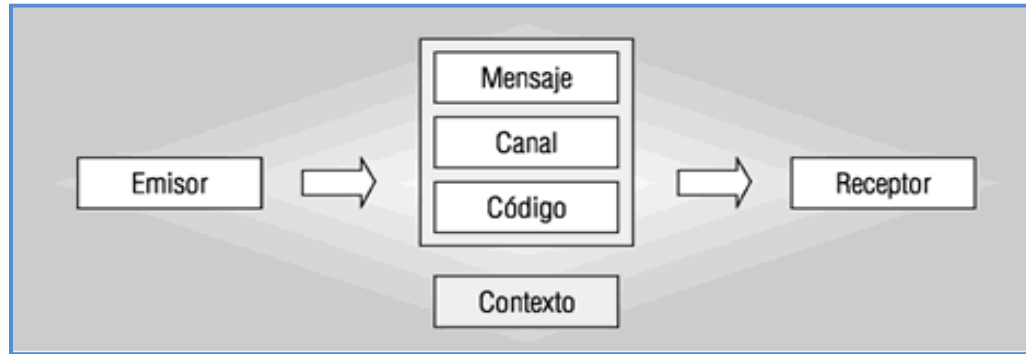 Mensaje
Canal
Emisor
Código
Receptor
Contexto